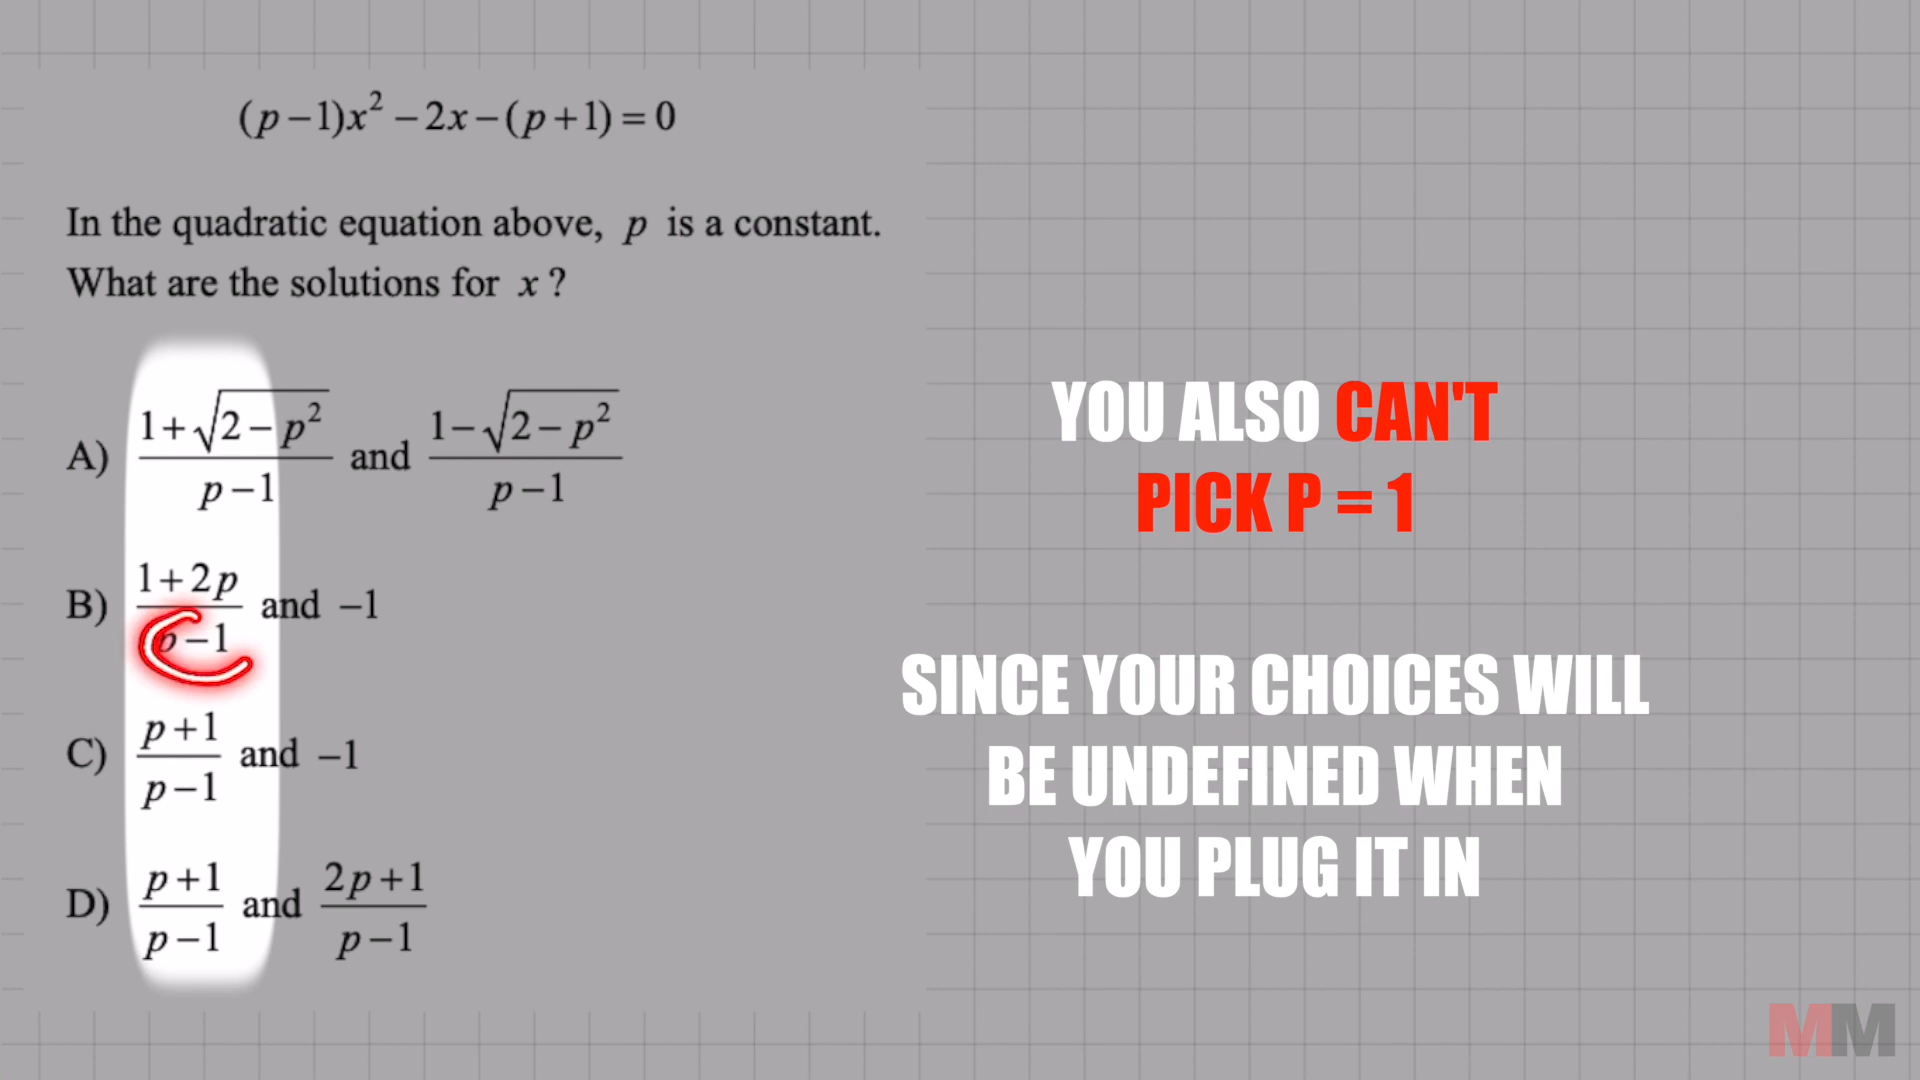 (p−1)x² − 2x − (p+1) = 0
In the quadratic equation above, p is a constant.
What are the solutions for x ?
A) (1+√(2−p²))/(p−1) and (1−√(2−p²))/(p−1)
B) (1+2p)/(p−1) and −1
C) (p+1)/(p−1) and −1
D) (p+1)/(p−1) and (2p+1)/(p−1)
YOU ALSO CAN'T
PICK P = 1
SINCE YOUR CHOICES WILL
BE UNDEFINED WHEN
YOU PLUG IT IN
MM